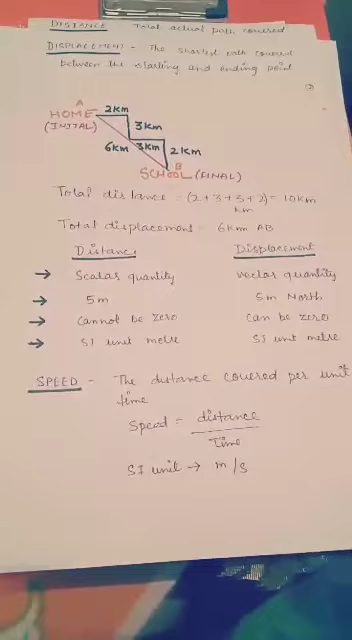 DISTANCE - Total actual path covered
DISPLACEMENT - The shortest path covered
between the starting and ending point
A
HOME
(INITAL)
2km
3km
6km
3km
2km
B
SCHOOL (FINAL)
Total distance = (2+3+3+2) = 10km
km
Total displacement = 6km AB
Distance
Displacement
→ Scalar quantity
vector quantity
→ 5m
5m North
→ cannot be zero
can be zero
→ SI unit metre
SI unit metre
SPEED - The distance covered per unit
time
Speed = distance
Time
SI unit → m/s